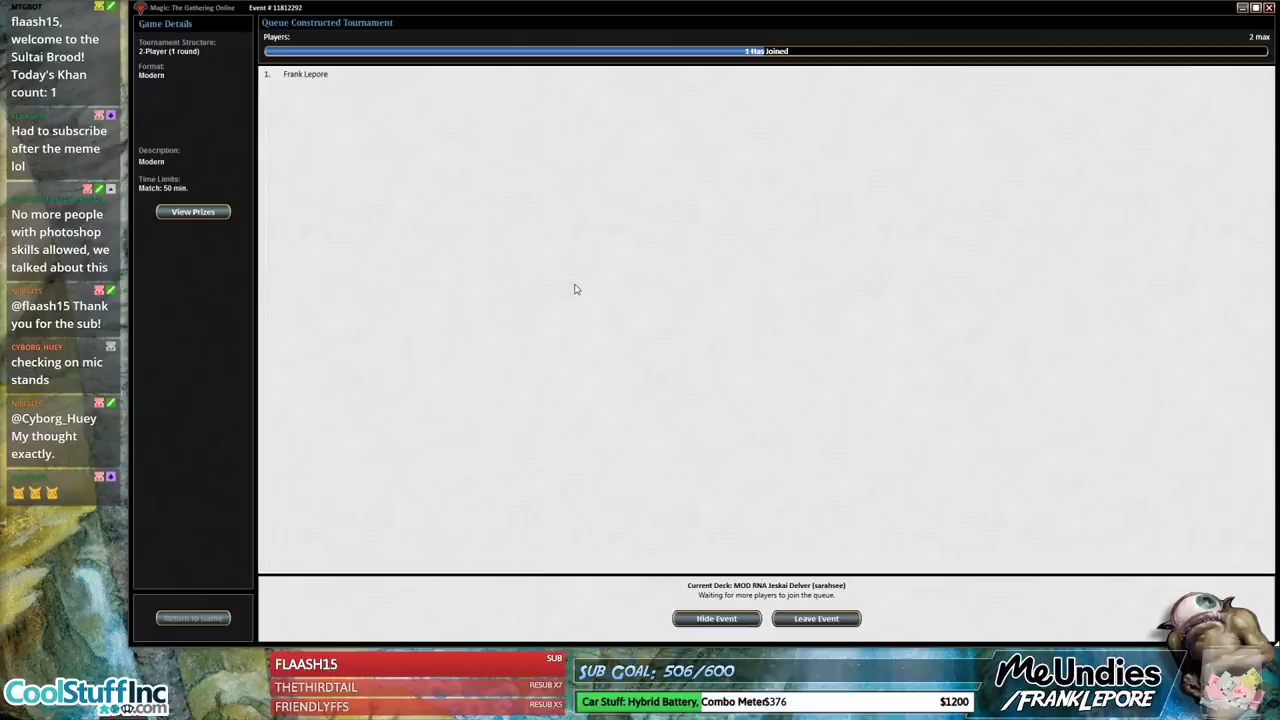 MTGBOT
flaash15,
welcome to the
Sultai Brood!
Today's Khan
count: 1
Had to subscribe
after the meme
lol
No more people
with photoshop
skills allowed, we
talked about this
N0B34TS
@flaash15 Thank
you for the sub!
CYBORG HUEY
checking on mic
stands
N0B34TS
@Cyborg_Huey
My thought
exactly.
Magic: The Gathering Online Event # 11812292
Game Details
Tournament Structure:
2-Player (1 round)
Format:
Modern
Description:
Modern
Time Limits:
Match: 50 min.
View Prizes
Return to Game
Queue Constructed Tournament
Players: 2 max
1 Has Joined
1. Frank Lepore
Current Deck: MOD RNA Jeskai Delver (sarahsee)
Waiting for more players to join the queue.
Hide Event Leave Event
CoolStuffInc
.com
FLAASH15 SUB
THETHIRDTAIL RESUB X7
FRIENDLYFFS RESUB X5
SUB GOAL: 506/600
Car Stuff: Hybrid Battery, Combo Meter $376 $1200
MeUndies
/FRANKLEPORE